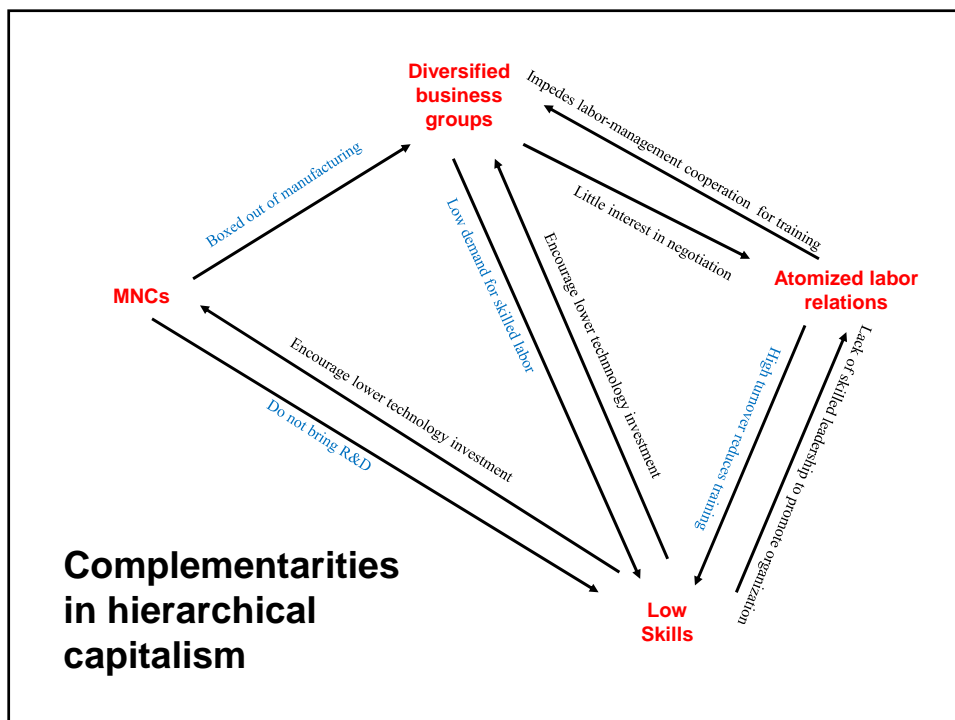 Diversified
business
groups
Impedes labor-management cooperation for training
Boxed out of manufacturing
Little interest in negotiation
Low demand for skilled labor
Encourage lower technnology investment
MNCs
Atomized labor
relations
Encourage lower technology investment
Do not bring R&D
High turnover reduces training
Lack of skilled leadership to promote organization
Complementarities
in hierarchical
capitalism
Low
Skills